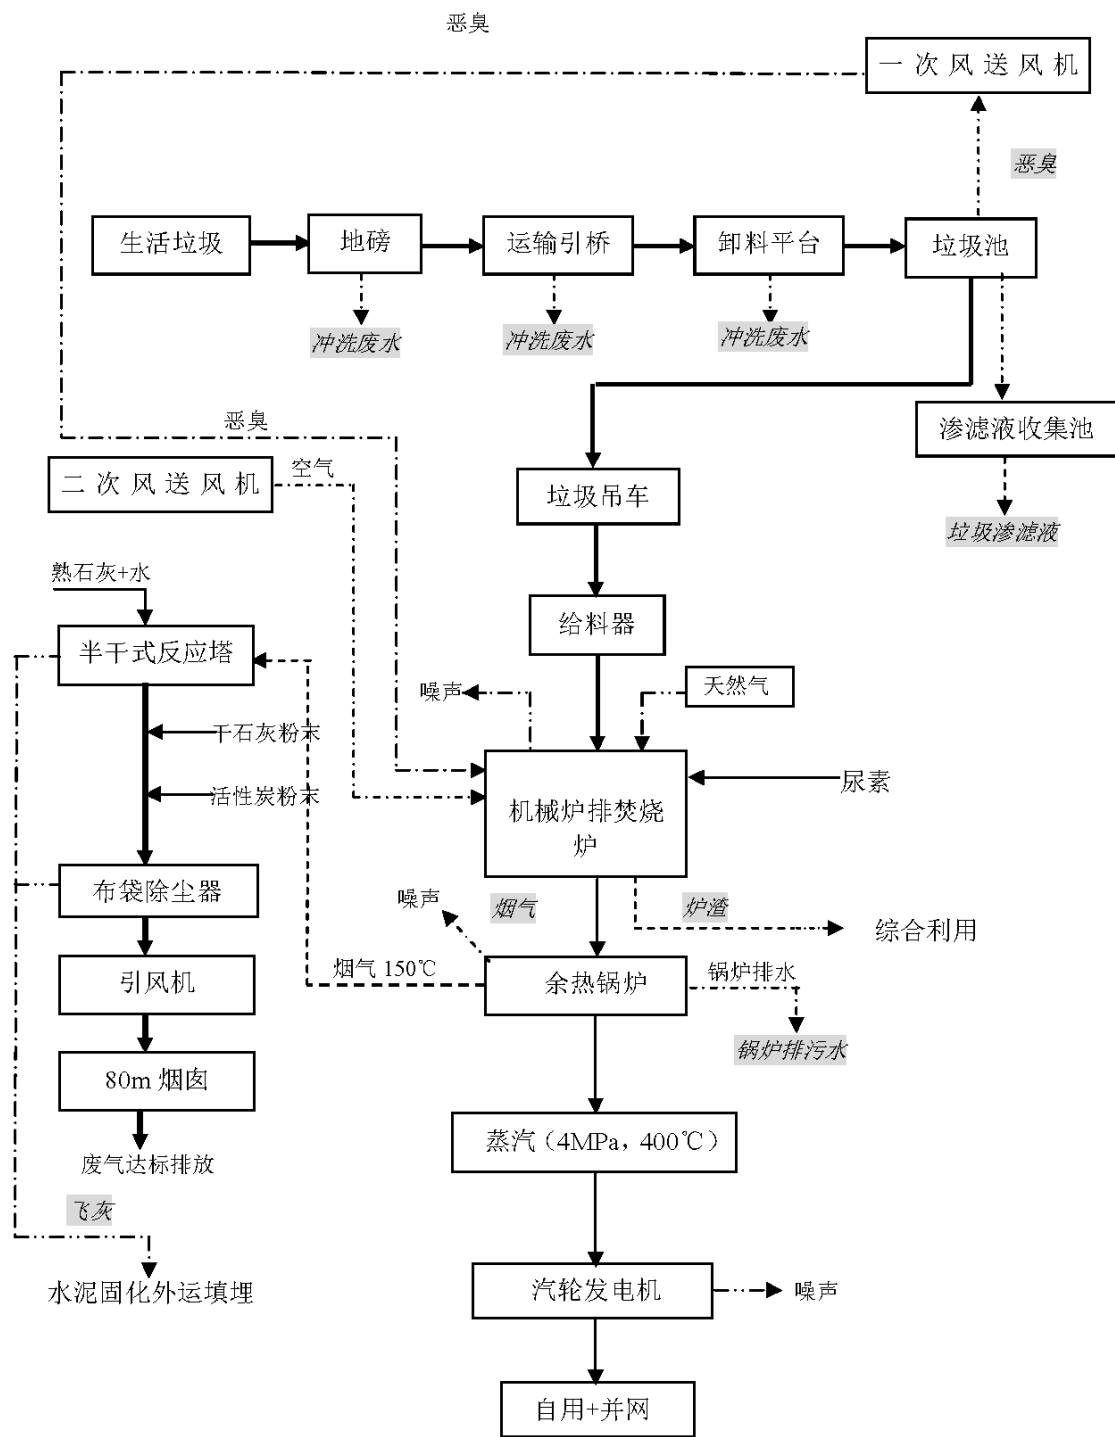 恶臭
一次风送风机
恶臭
生活垃圾
地磅
运输引桥
卸料平台
垃圾池
冲洗废水
冲洗废水
冲洗废水
恶臭
渗滤液收集池
二次风送风机
空气
垃圾吊车
垃圾渗滤液
熟石灰+水
给料器
半干式反应塔
噪声
天然气
干石灰粉末
尿素
活性炭粉末
机械炉排焚烧
炉
布袋除尘器
噪声
烟气
炉渣
综合利用
引风机
烟气 150℃
余热锅炉
锅炉排水
锅炉排污水
80m 烟囱
蒸汽（4MPa，400℃）
废气达标排放
飞灰
水泥固化外运填埋
汽轮发电机
噪声
自用+并网